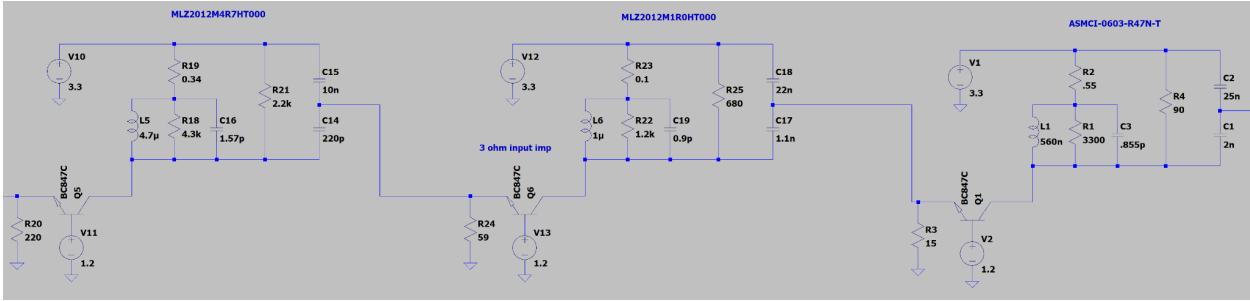 MLZ2012M4R7HT000
V10
3.3
R19
0.34
R21
2.2k
C15
10n
L5
4.7µ
R18
4.3k
C16
1.57p
C14
220p
BC847C
Q5
R20
220
V11
1.2
MLZ2012M1R0HT000
V12
3.3
R23
0.1
R25
680
C18
22n
L6
1µ
R22
1.2k
C19
0.9p
C17
1.1n
3 ohm input imp
BC847C
Q6
R24
59
V13
1.2
ASMCI-0603-R47N-T
V1
3.3
R2
.55
R4
90
C2
25n
L1
560n
R1
3300
C3
.855p
C1
2n
BC847C
Q1
R3
15
V2
1.2